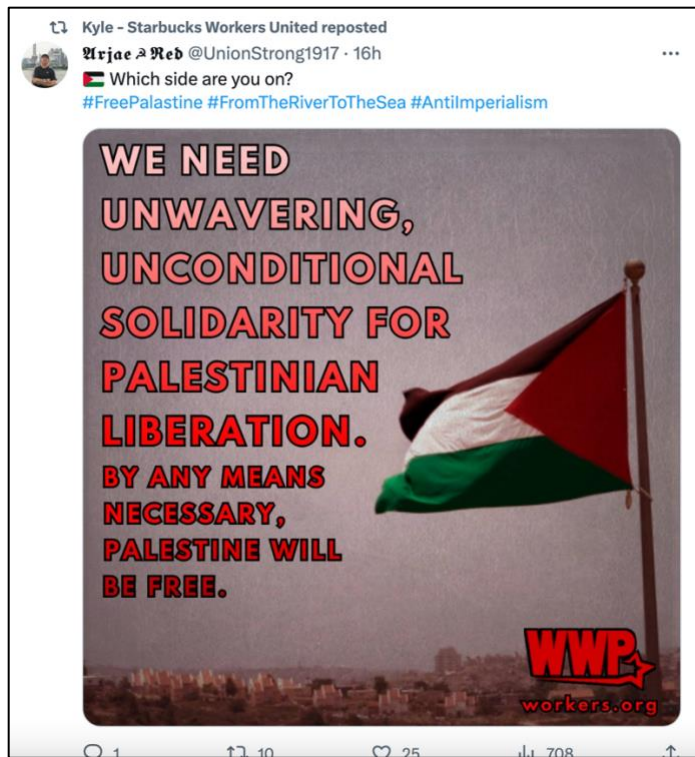 Kyle - Starbucks Workers United reposted
𝖀𝖗𝖏𝖆𝖊 ☭ 𝕽𝖊𝖉 @UnionStrong1917 · 16h
🇵🇸 Which side are you on?
#FreePalastine #FromTheRiverToTheSea #AntiImperialism
WE NEED
UNWAVERING,
UNCONDITIONAL
SOLIDARITY FOR
PALESTINIAN
LIBERATION.
BY ANY MEANS
NECESSARY,
PALESTINE WILL
BE FREE.
WWP
workers.org
1 10 25 708